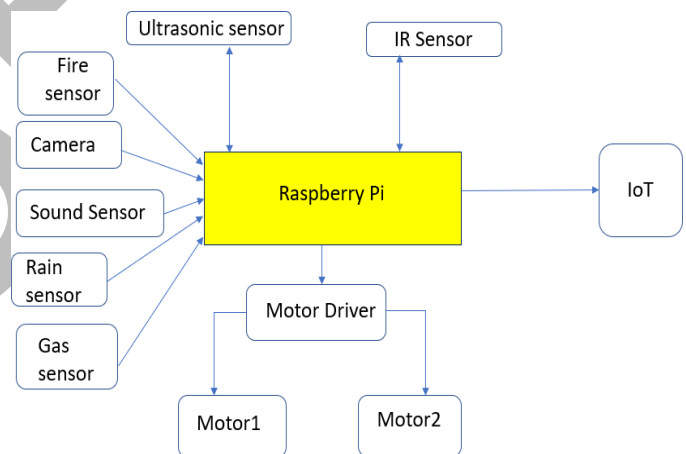 Ultrasonic sensor
IR Sensor
Fire
sensor
Camera
Raspberry Pi
IoT
Sound Sensor
Rain
sensor
Motor Driver
Gas
sensor
Motor1
Motor2